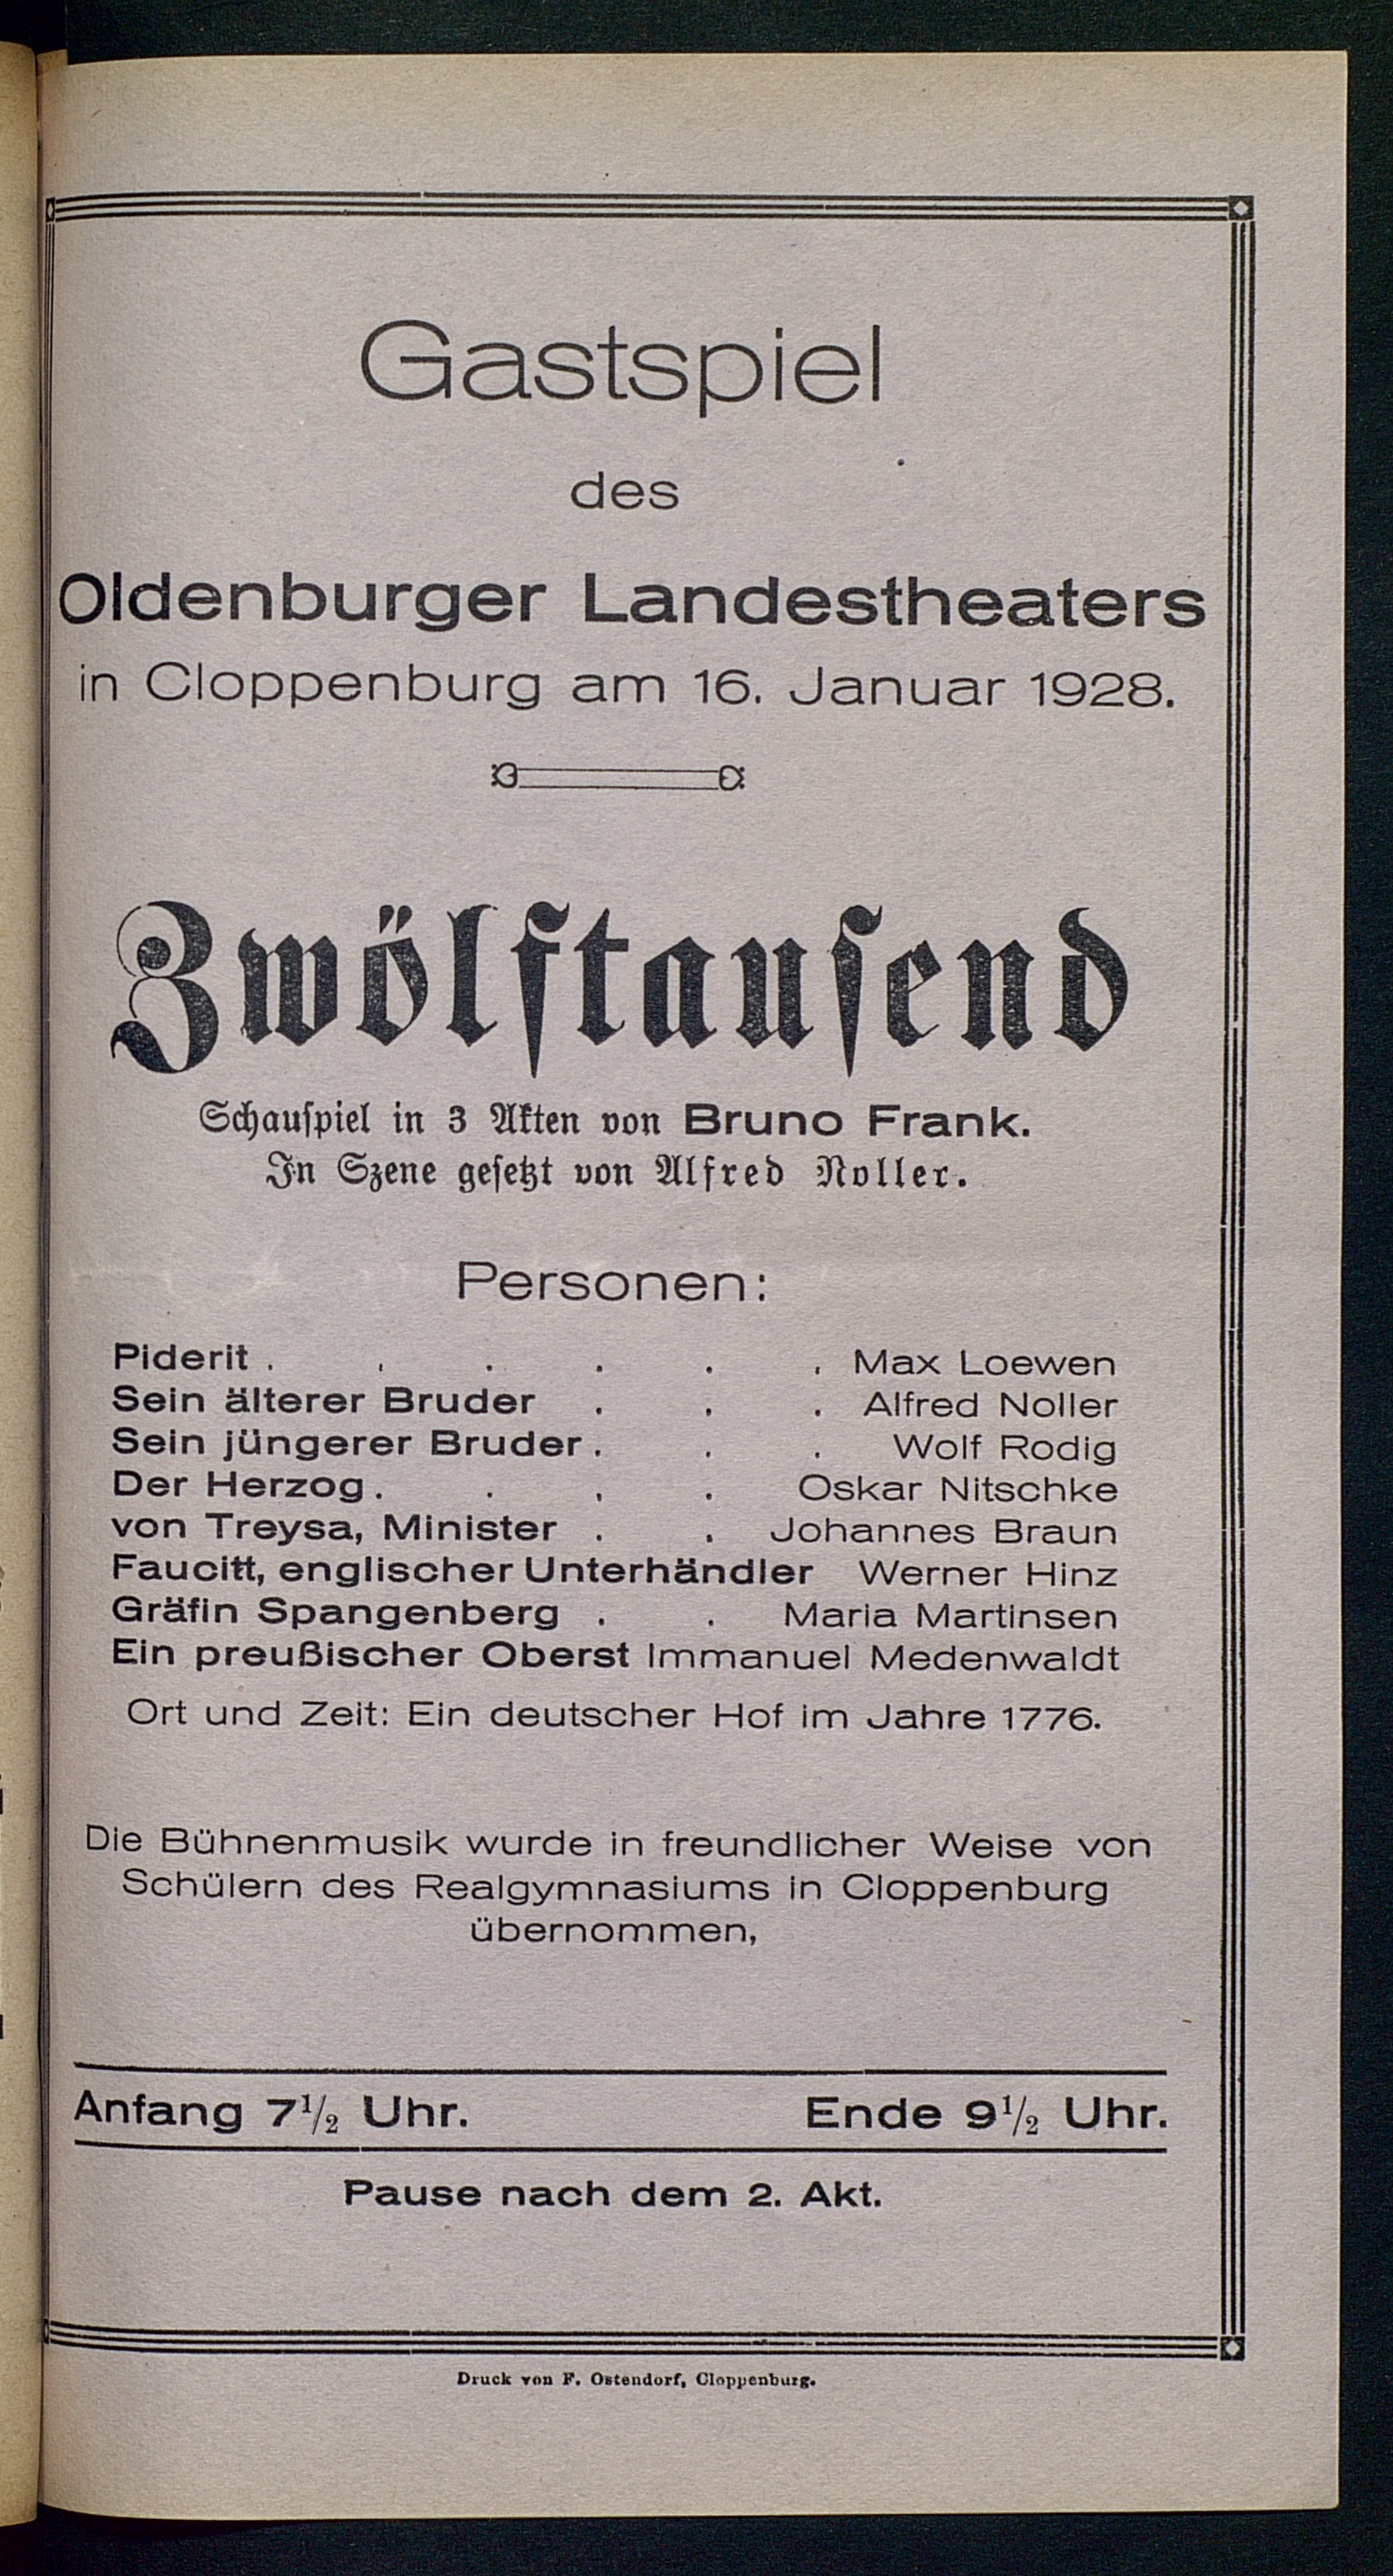 Gastspiel
des
Oldenburger Landestheaters
in Cloppenburg am 16. Januar 1928.
Zwölftausend
Schauspiel in 3 Akten von Bruno Frank.
In Szene gesetzt von Alfred Noller.
Personen:
Piderit . . . . . . Max Loewen
Sein älterer Bruder . . . Alfred Noller
Sein jüngerer Bruder . . . Wolf Rodig
Der Herzog . . . . Oskar Nitschke
von Treysa, Minister . . Johannes Braun
Faucitt, englischer Unterhändler Werner Hinz
Gräfin Spangenberg . . Maria Martinsen
Ein preußischer Oberst Immanuel Medenwaldt
Ort und Zeit: Ein deutscher Hof im Jahre 1776.
Die Bühnenmusik wurde in freundlicher Weise von
Schülern des Realgymnasiums in Cloppenburg
übernommen,
Anfang 7½ Uhr. Ende 9½ Uhr.
Pause nach dem 2. Akt.
Druck von F. Ostendorf, Cloppenburg.